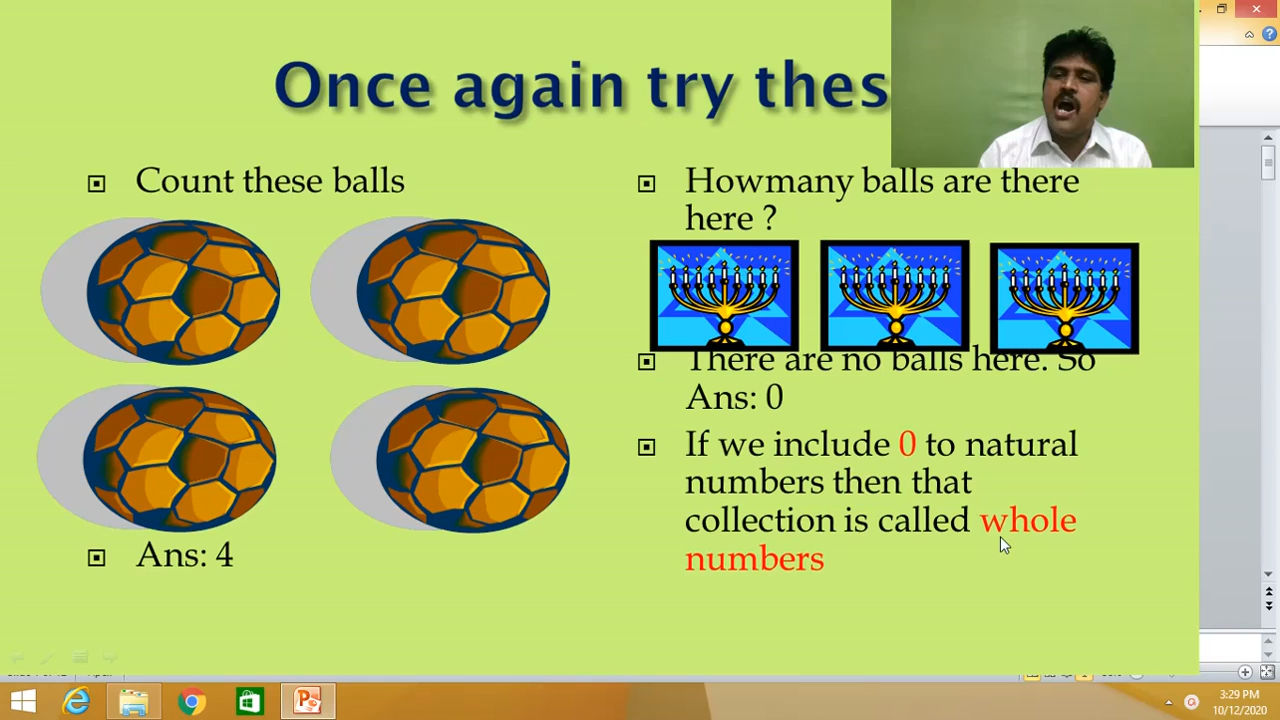 Once again try thes
Count these balls
Ans: 4
Howmany balls are there
here ?
There are no balls here. So
Ans: 0
If we include 0 to natural
numbers then that
collection is called whole
numbers
3:29 PM
10/12/2020